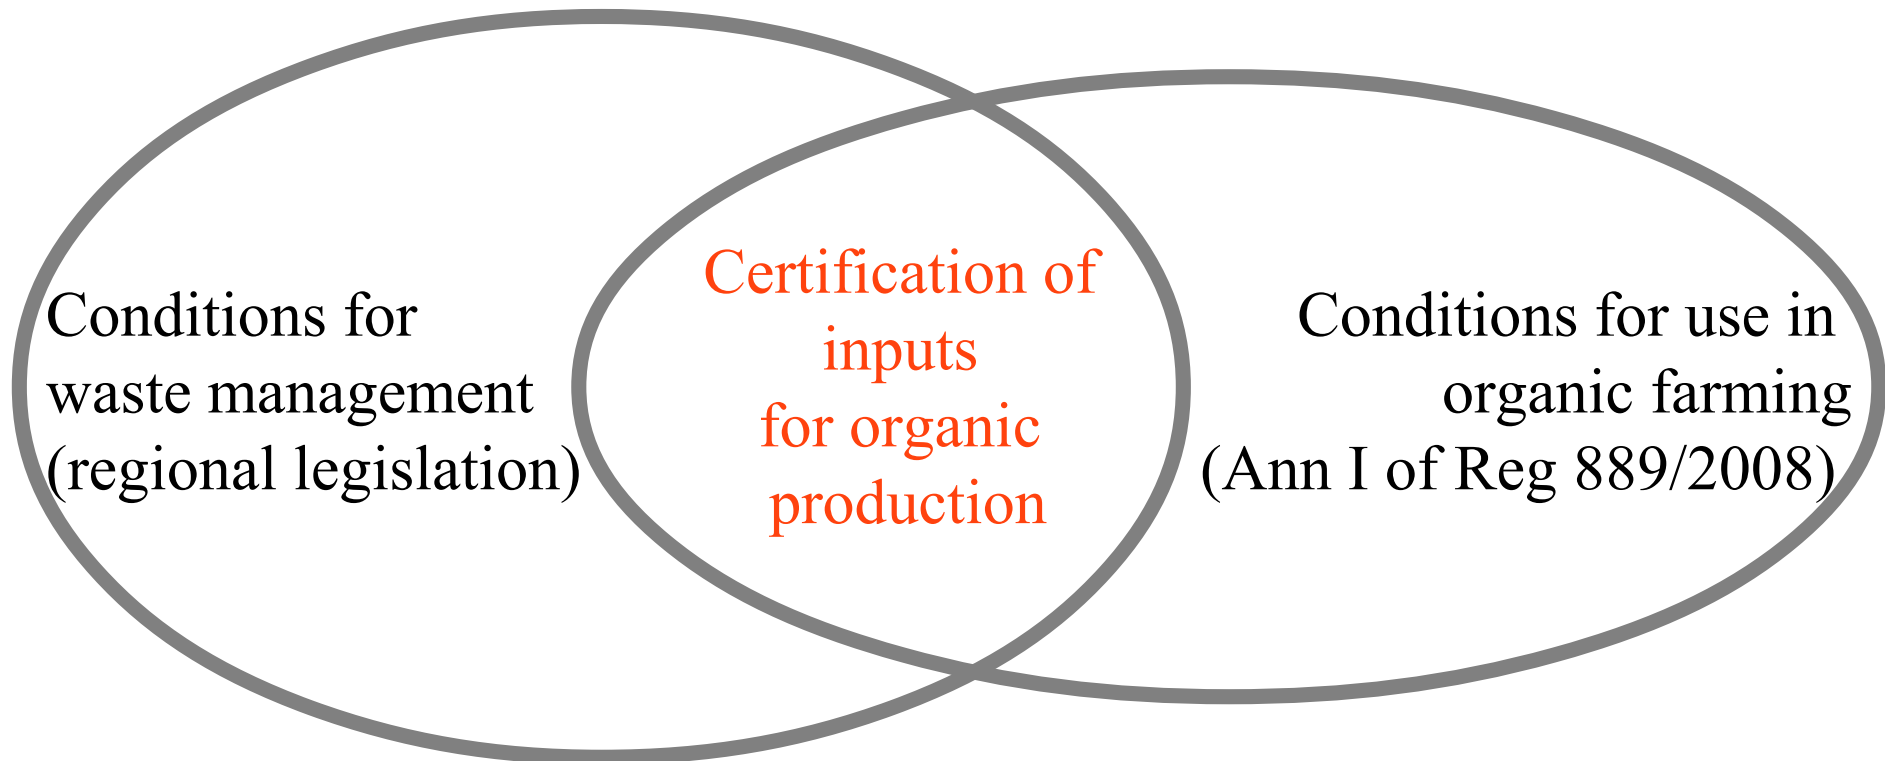 Conditions for
waste management
(regional legislation)
Certification of
inputs
for organic
production
Conditions for use in
organic farming
(Ann I of Reg 889/2008)